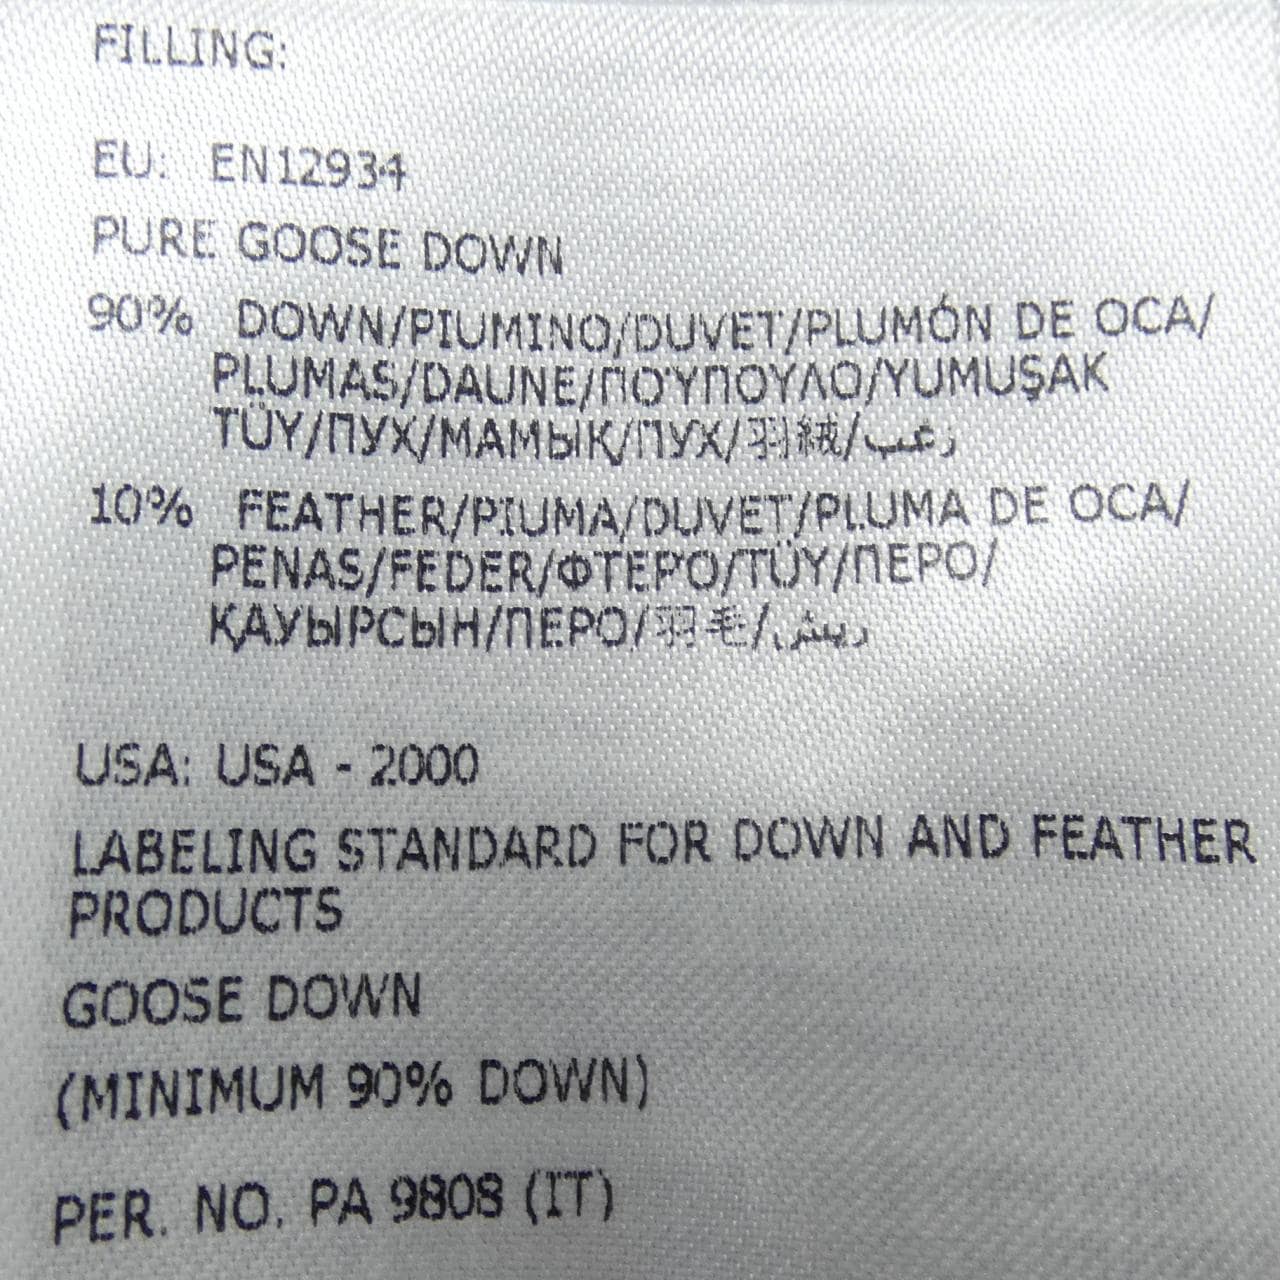 FILLING:
EU: EN12934
PURE GOOSE DOWN
90% DOWN/PIUMINO/DUVET/PLUMÓN DE OCA/
PLUMAS/DAUNE/ΠΟΎΠΟΥΛΟ/YUMUŞAK
TÜY/ПУХ/МАМЫҚ/ПУХ/羽絨/زغب
10% FEATHER/PIUMA/DUVET/PLUMA DE OCA/
PENAS/FEDER/ΦΤΕΡΟ/TÜY/ПЕРО/
ҚАУЫРСЫН/ПЕРО/羽毛/ريش
USA: USA - 2000
LABELING STANDARD FOR DOWN AND FEATHER
PRODUCTS
GOOSE DOWN
(MINIMUM 90% DOWN)
PER. NO. PA 9808 (IT)